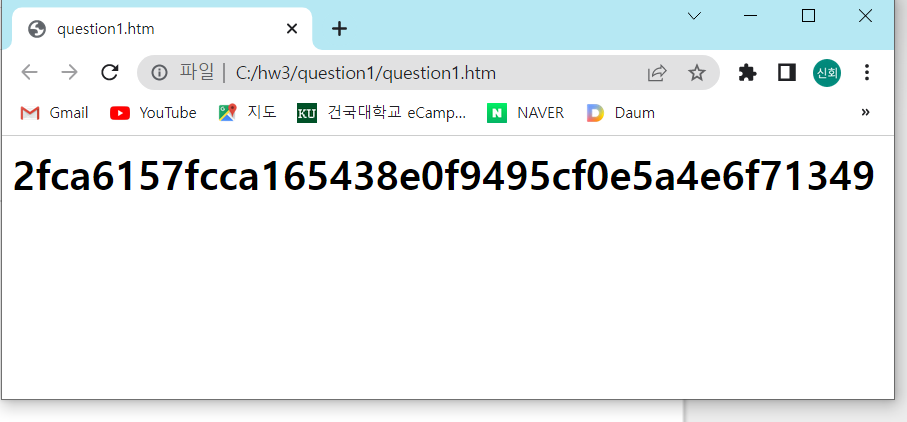 question1.htm
파일 | C:/hw3/question1/question1.htm 신회
Gmail YouTube 지도 KU 건국대학교 eCamp... N NAVER D Daum »
2fca6157fcca165438e0f9495cf0e5a4e6f71349